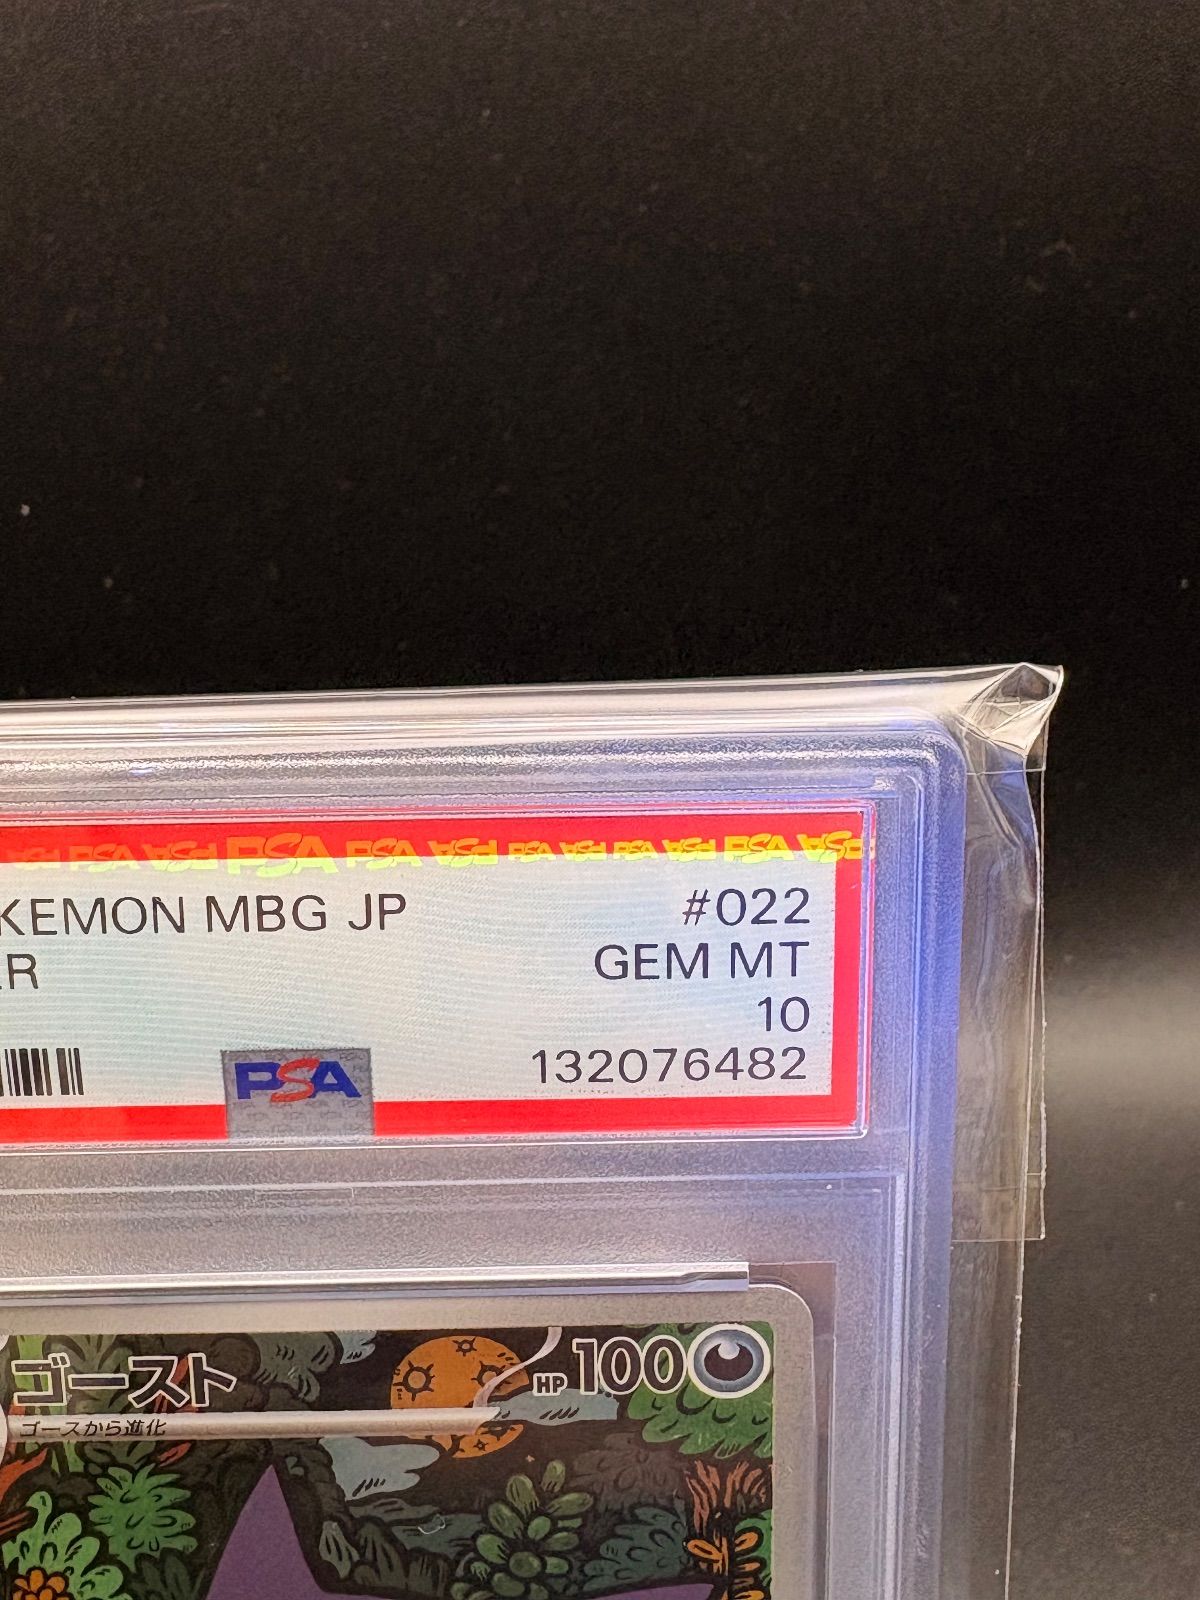 KEMON MBG JP #022
ER GEM MT
10
PSA 132076482
ゴースト HP100
ゴースから進化